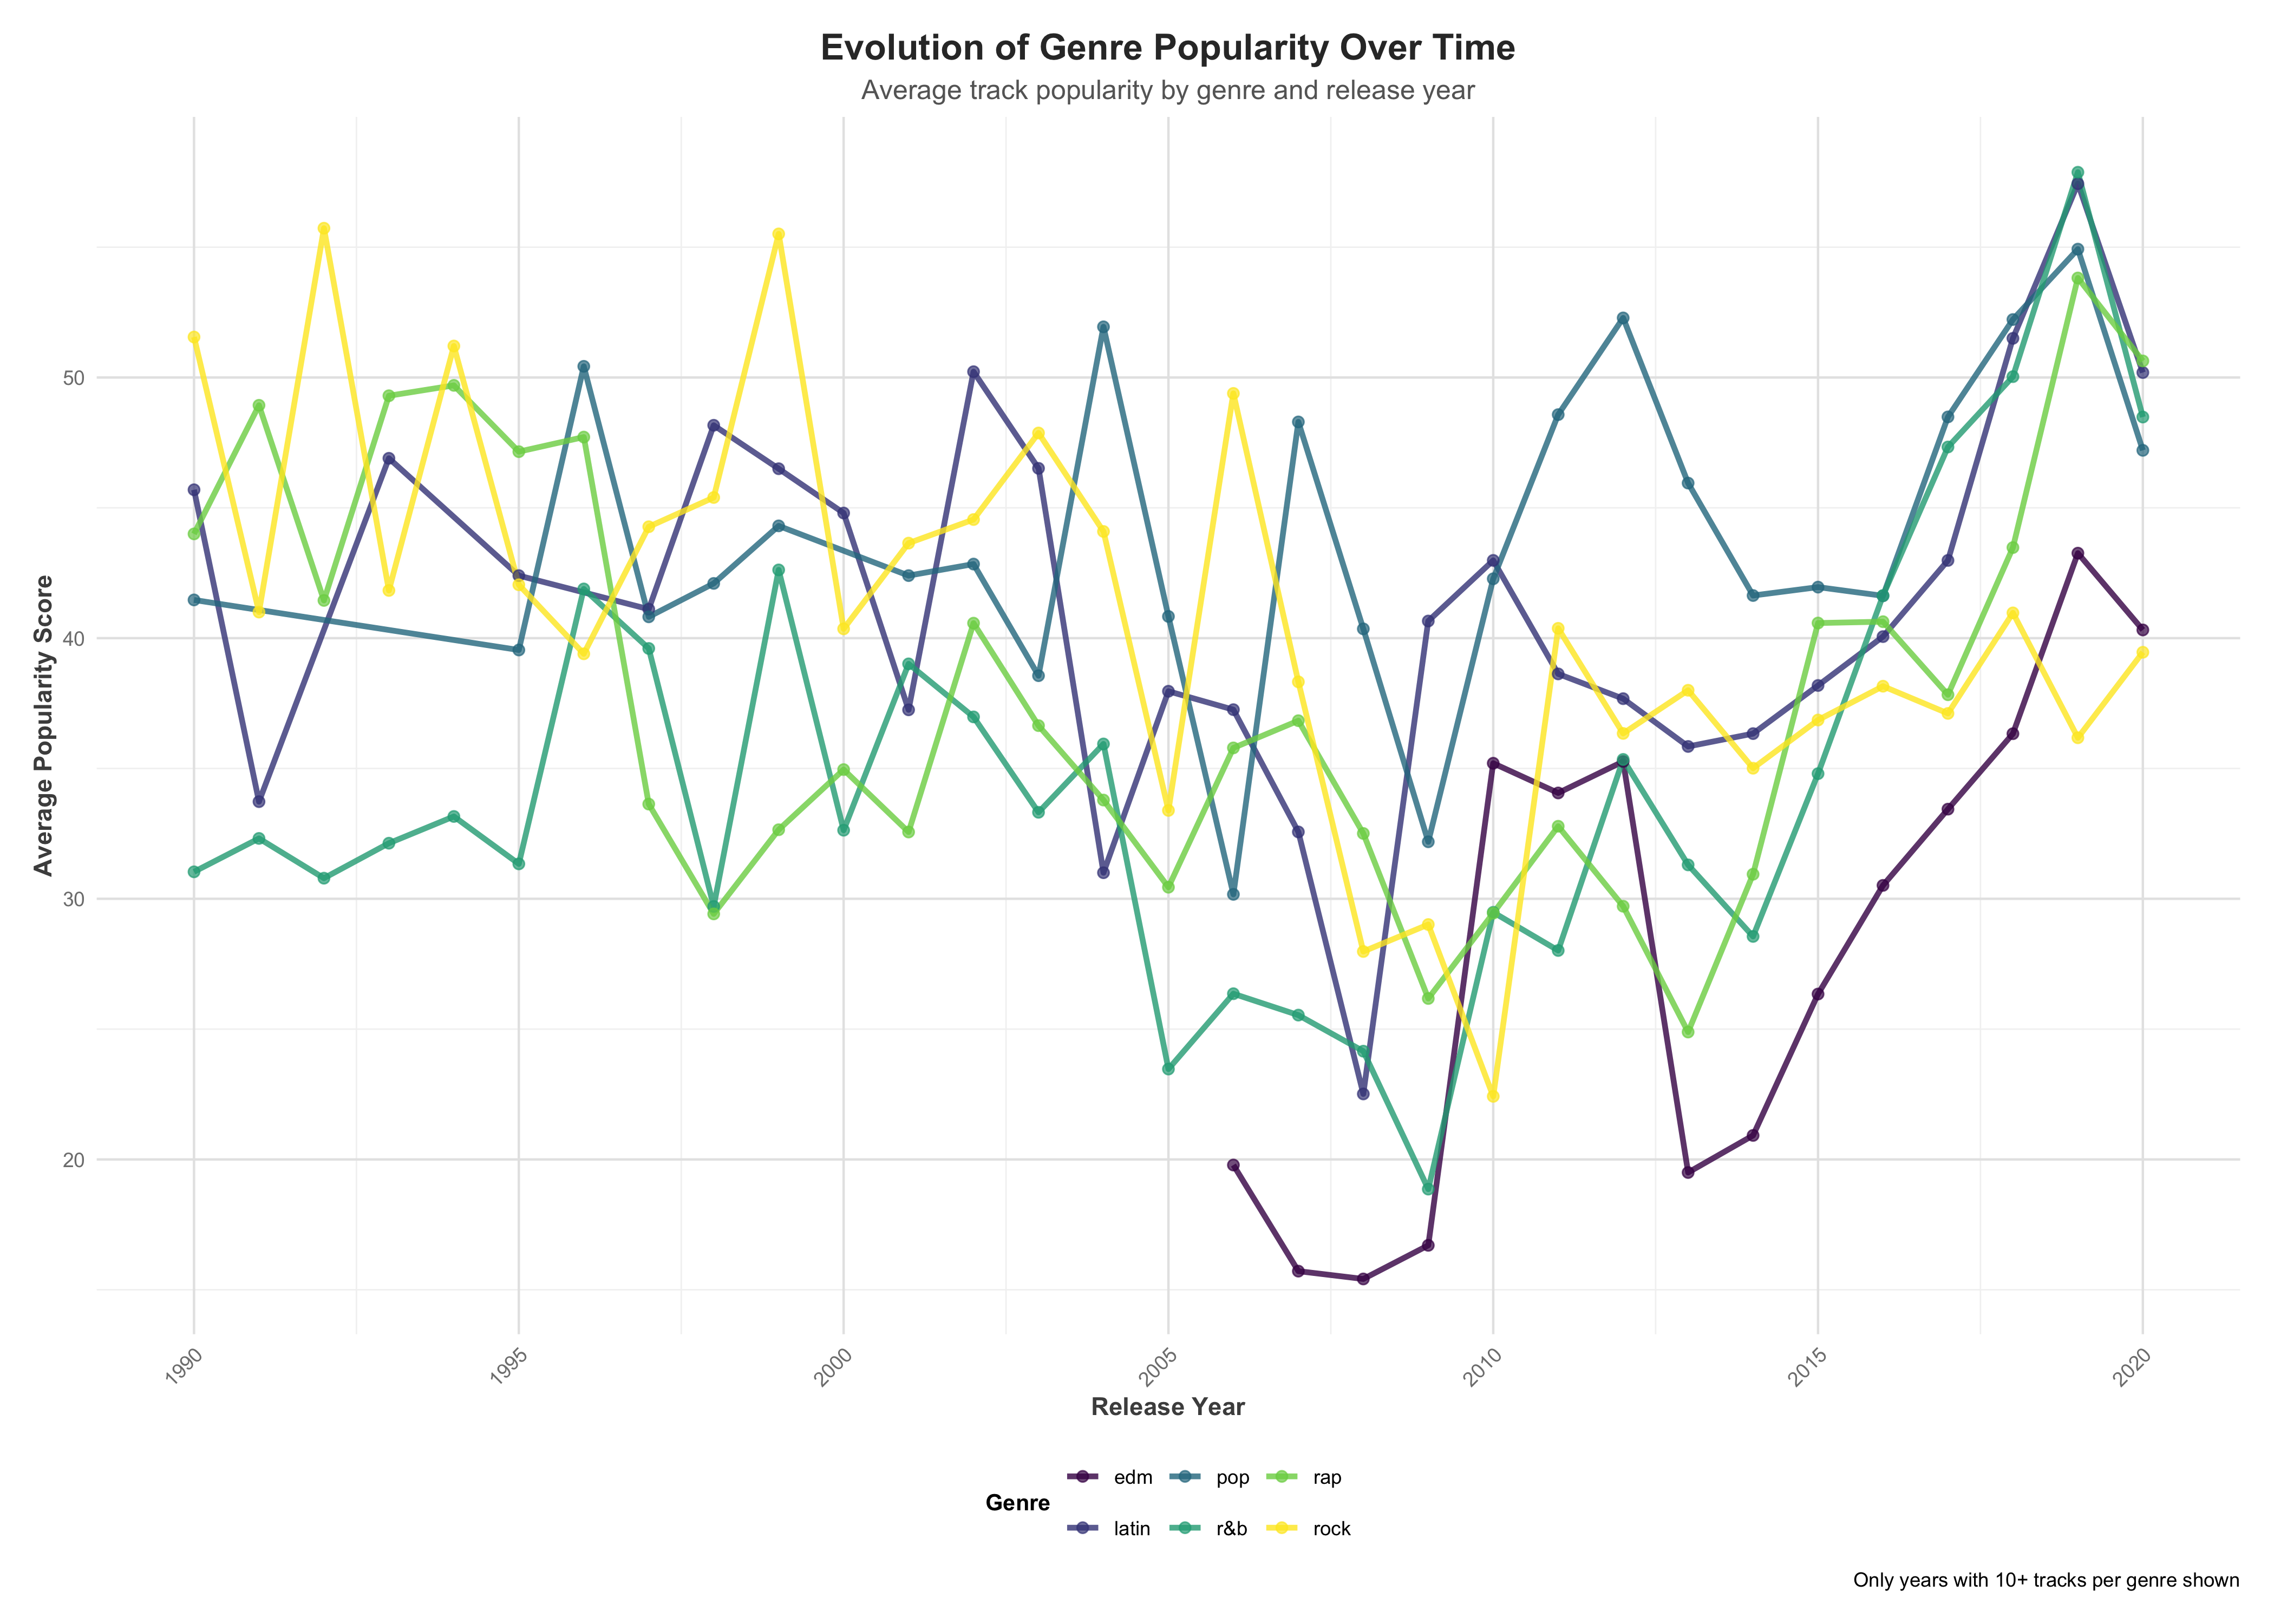 Evolution of Genre Popularity Over Time
Average track popularity by genre and release year
Average Popularity Score
50
40
30
20
1990
1995
2000
2005
2010
2015
2020
Release Year
Genre
edm
pop
rap
latin
r&b
rock
Only years with 10+ tracks per genre shown